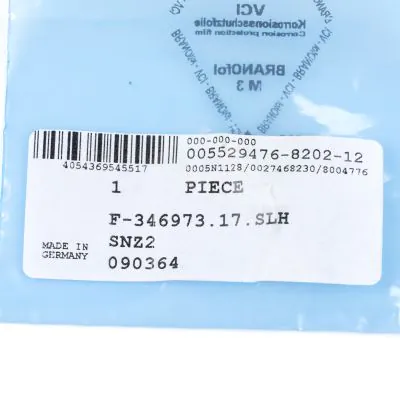 VCI
Korrosionsschutzfolie
Corrosion protection film
BRANOfol
M 3
000-000-000
005529476-8202-12
0005N1128/0027468230/8004776
4054369545517
1 PIECE
F-346973.17.SLH
MADE IN
GERMANY
SNZ2
090364